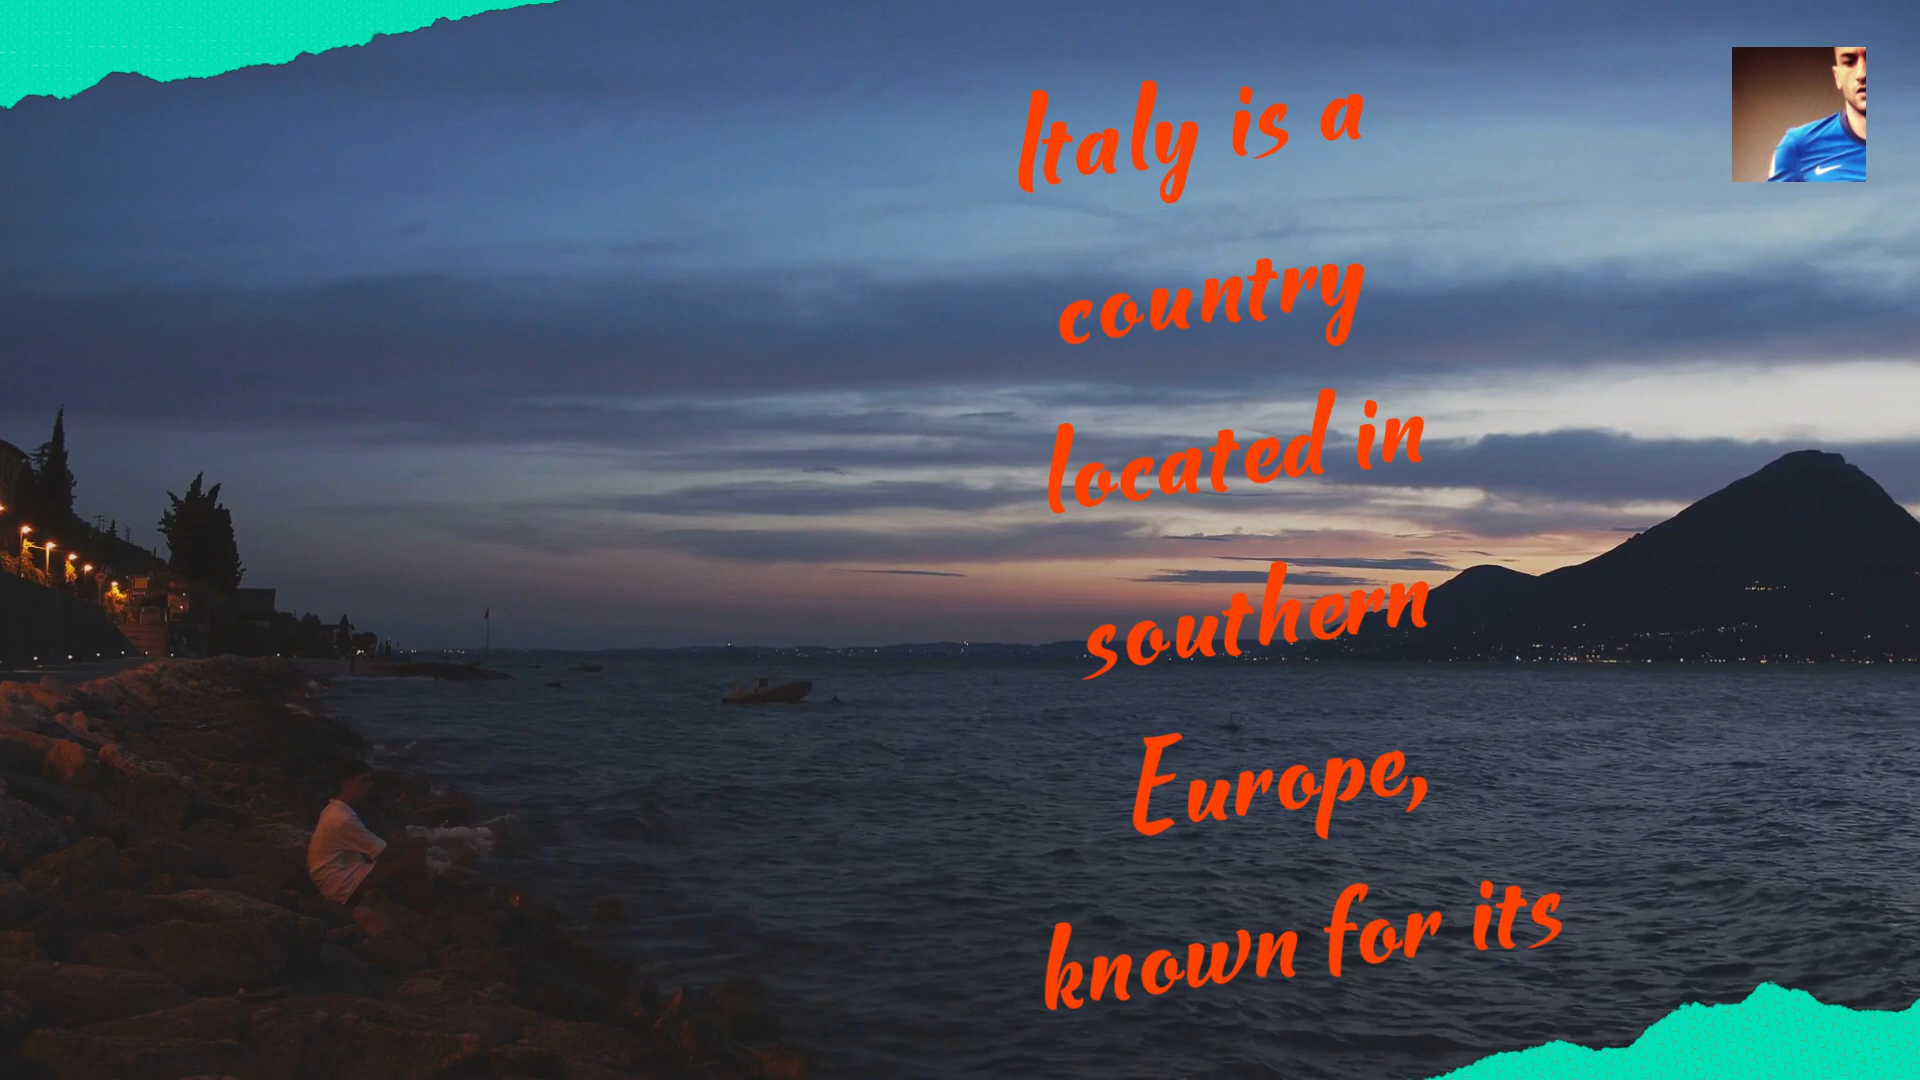 Italy is a
country
located in
southern
Europe,
known for its